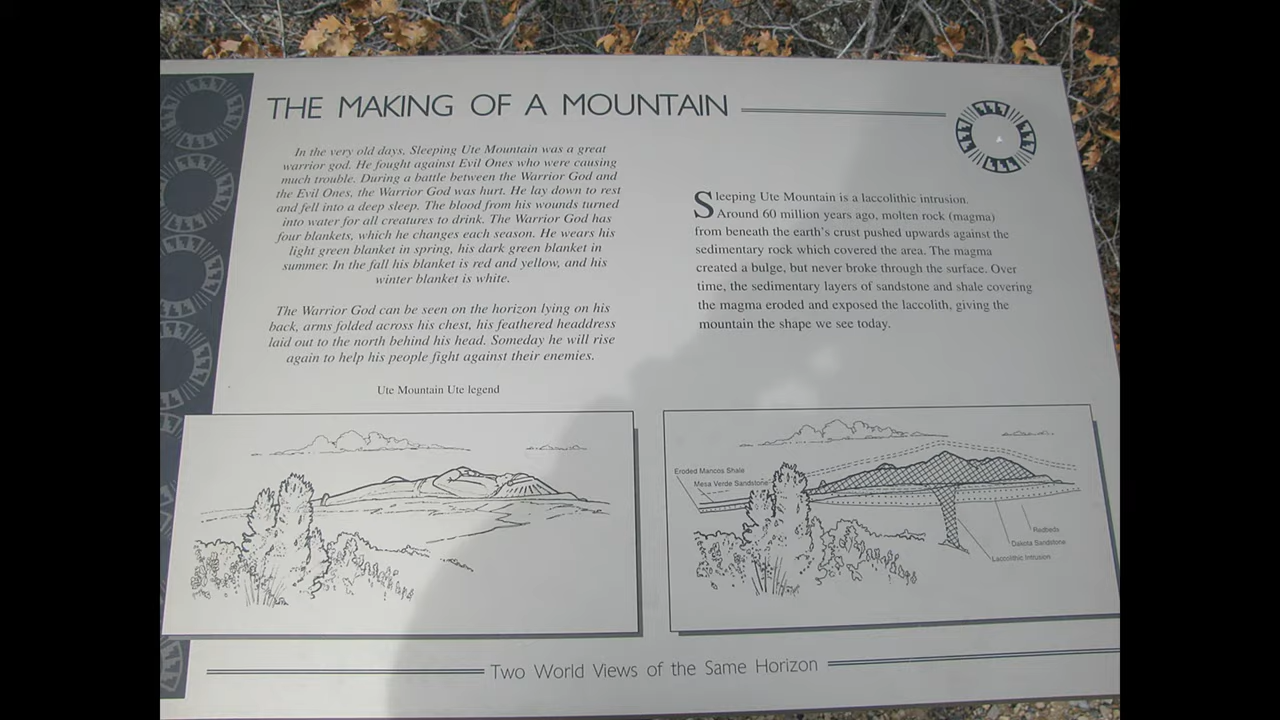 THE MAKING OF A MOUNTAIN
In the very old days, Sleeping Ute Mountain was a great
warrior god. He fought against Evil Ones who were causing
much trouble. During a battle between the Warrior God and
the Evil Ones, the Warrior God was hurt. He lay down to rest
and fell into a deep sleep. The blood from his wounds turned
into water for all creatures to drink. The Warrior God has
four blankets, which he changes each season. He wears his
light green blanket in spring, his dark green blanket in
summer. In the fall his blanket is red and yellow, and his
winter blanket is white.
The Warrior God can be seen on the horizon lying on his
back, arms folded across his chest, his feathered headdress
laid out to the north behind his head. Someday he will rise
again to help his people fight against their enemies.
Ute Mountain Ute legend
Sleeping Ute Mountain is a laccolithic intrusion.
Around 60 million years ago, molten rock (magma)
from beneath the earth's crust pushed upwards against the
sedimentary rock which covered the area. The magma
created a bulge, but never broke through the surface. Over
time, the sedimentary layers of sandstone and shale covering
the magma eroded and exposed the laccolith, giving the
mountain the shape we see today.
Eroded Mancos Shale
Mesa Verde Sandstone
Redbeds
Dakota Sandstone
Laccolithic Intrusion
Two World Views of the Same Horizon